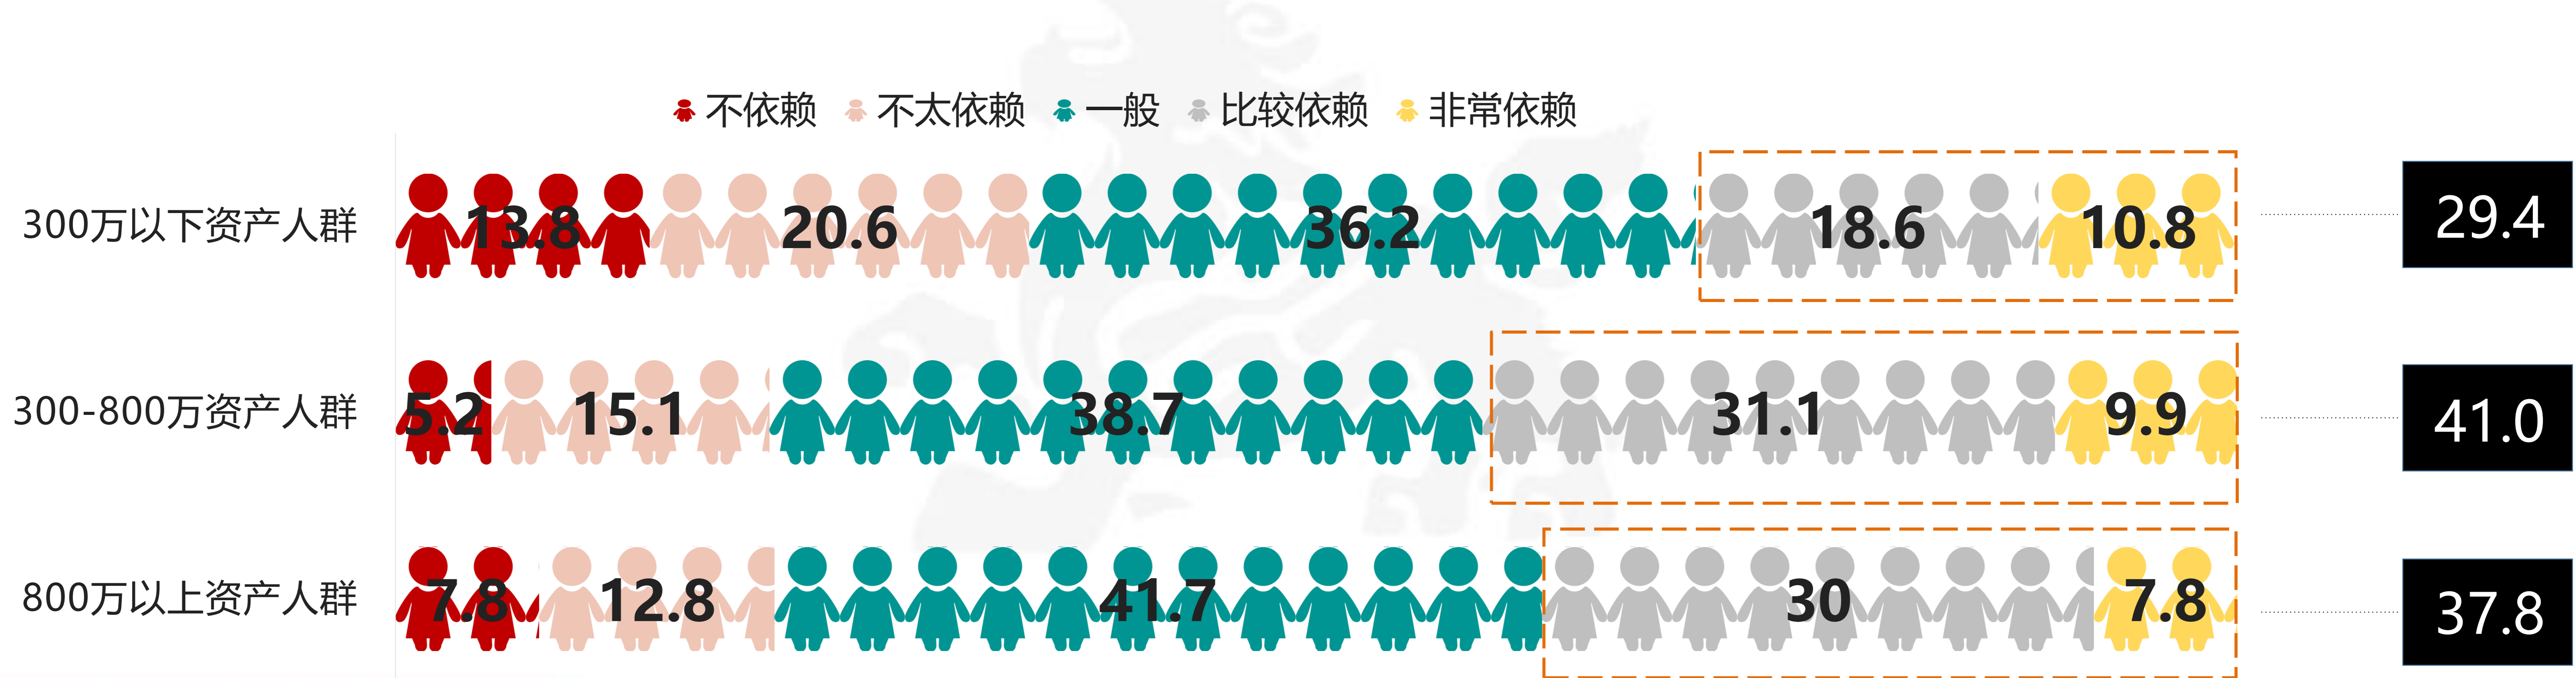 不依赖 不太依赖 一般 比较依赖 非常依赖
300万以下资产人群 13.8 20.6 36.2 18.6 10.8 29.4
300-800万资产人群 5.2 15.1 38.7 31.1 9.9 41.0
800万以上资产人群 7.8 12.8 41.7 30 7.8 37.8